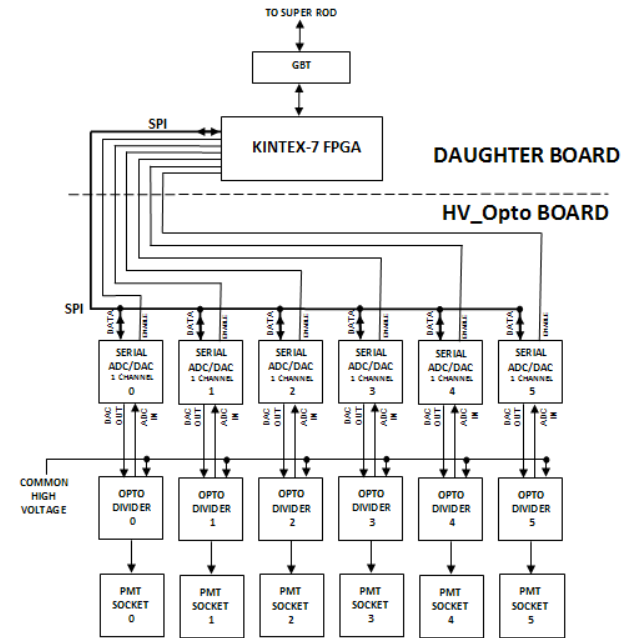 TO SUPER ROD
GBT
SPI
KINTEX-7 FPGA
DAUGHTER BOARD
HV_Opto BOARD
SPI
DATA ENABLE DATA ENABLE DATA ENABLE DATA ENABLE DATA ENABLE DATA ENABLE
SERIAL SERIAL SERIAL SERIAL SERIAL SERIAL
ADC/DAC ADC/DAC ADC/DAC ADC/DAC ADC/DAC ADC/DAC
1 CHANNEL 1 CHANNEL 1 CHANNEL 1 CHANNEL 1 CHANNEL 1 CHANNEL
0 1 2 3 4 5
DAC OUT ADC IN DAC OUT ADC IN DAC OUT ADC IN DAC OUT ADC IN DAC OUT ADC IN DAC OUT ADC IN
COMMON
HIGH
VOLTAGE
OPTO OPTO OPTO OPTO OPTO OPTO
DIVIDER DIVIDER DIVIDER DIVIDER DIVIDER DIVIDER
0 1 2 3 4 5
PMT PMT PMT PMT PMT PMT
SOCKET SOCKET SOCKET SOCKET SOCKET SOCKET
0 1 2 3 4 5